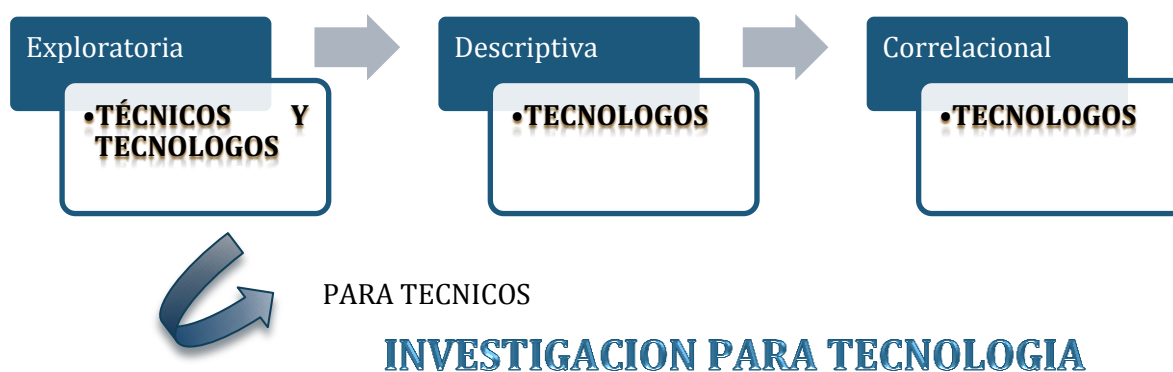 Exploratoria
•TÉCNICOS Y
TECNOLOGOS
Descriptiva
•TECNOLOGOS
Correlacional
•TECNOLOGOS
PARA TECNICOS
INVESTIGACION PARA TECNOLOGIA